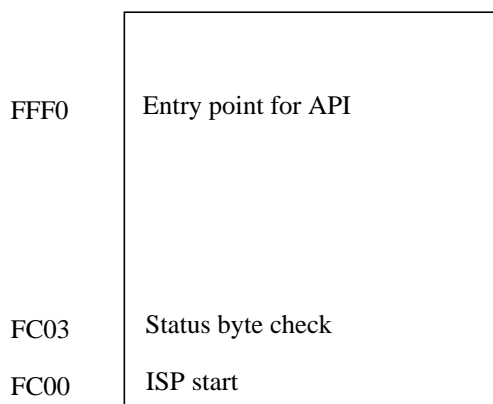 FFF0 Entry point for API
FC03 Status byte check
FC00 ISP start